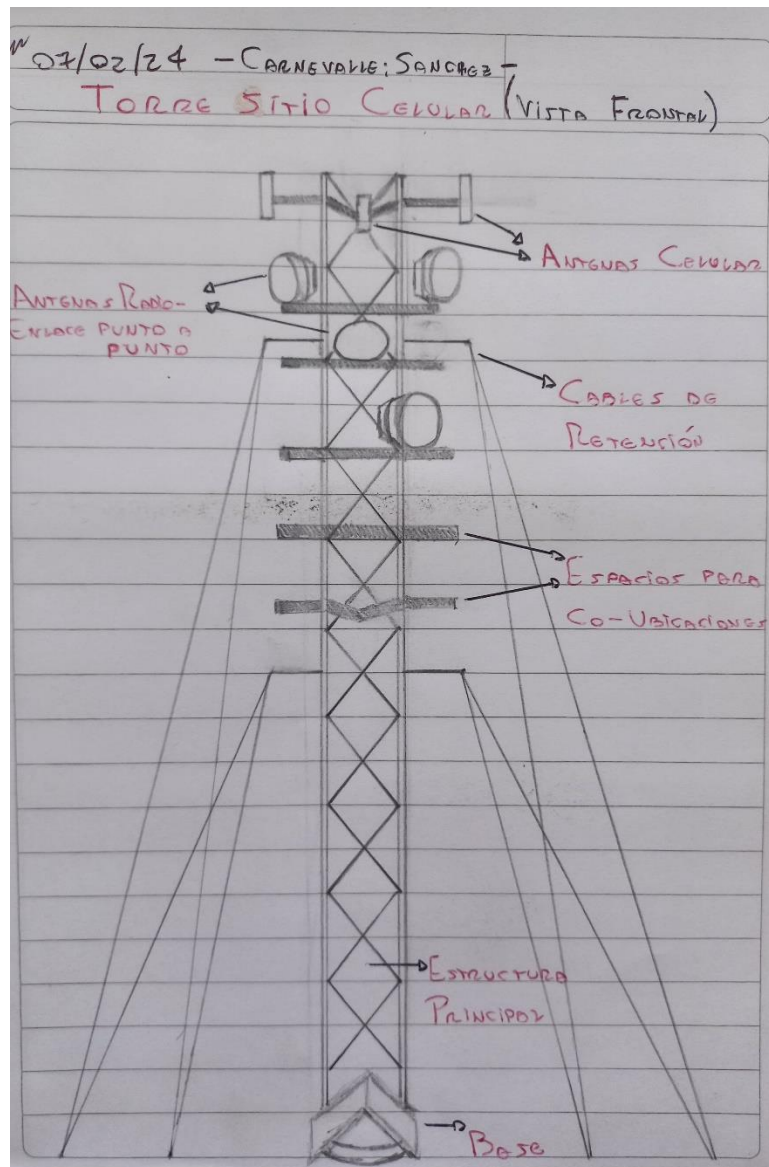 07/02/24 - CARNEVALLE; SANCHEZ -
TORRE SITIO CELULAR (VISTA FRONTAL)
ANTENAS CELULAR
ANTENAS RADIO-
ENLACE PUNTO A
PUNTO
CABLES DE
RETENCIÓN
ESPACIOS PARA
CO-UBICACIONES
ESTRUCTURA
PRINCIPAL
BASE